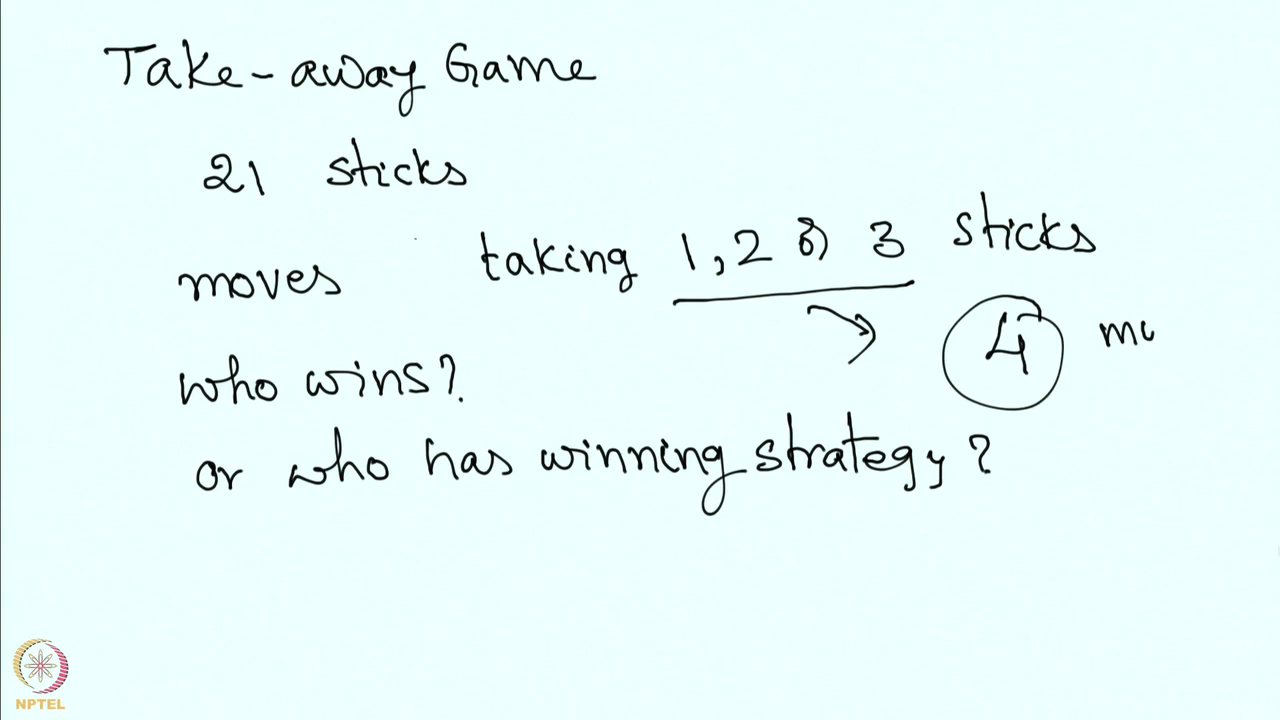 Take-away Game
21 sticks
moves taking 1, 2 or 3 sticks
4 mo
who wins?
or who has winning strategy?
NPTEL